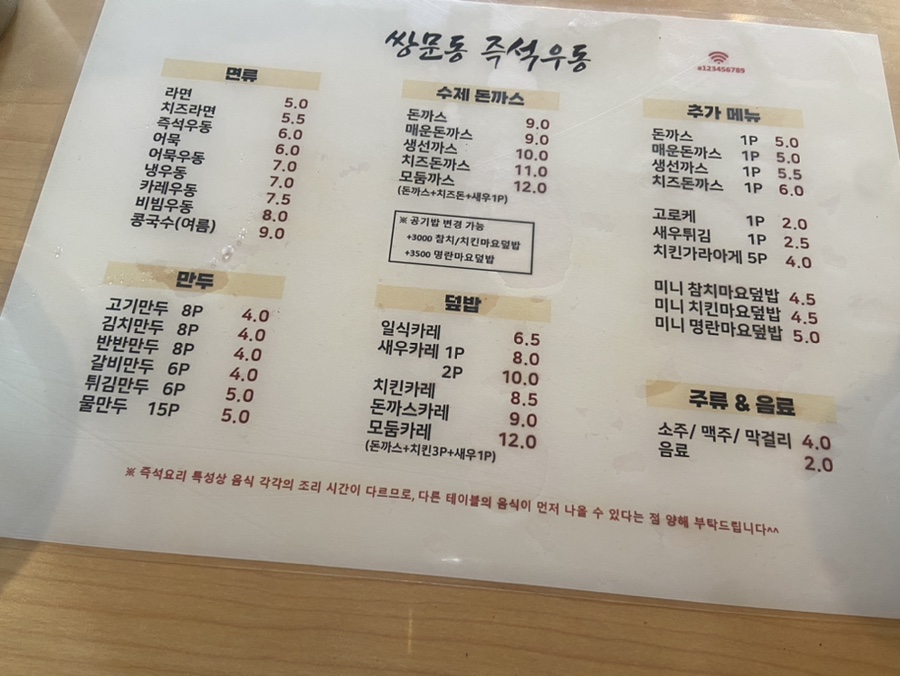 쌍문동 즉석우동
a123456789
면류
라면 5.0
치즈라면 5.5
즉석우동 6.0
어묵 6.0
어묵우동 7.0
냉우동 7.0
카레우동 7.5
비빔우동 8.0
콩국수(여름) 9.0
만두
고기만두 8P 4.0
김치만두 8P 4.0
반반만두 8P 4.0
갈비만두 6P 4.0
튀김만두 6P 5.0
물만두 15P 5.0
수제 돈까스
돈까스 9.0
매운돈까스 9.0
생선까스 10.0
치즈돈까스 11.0
모둠까스 12.0
(돈까스+치즈돈+새우1P)
※ 공기밥 변경 가능
+3000 참치/치킨마요덮밥
+3500 명란마요덮밥
덮밥
일식카레 6.5
새우카레 1P 8.0
2P 10.0
치킨카레 8.5
돈까스카레 9.0
모둠카레 12.0
(돈까스+치킨3P+새우1P)
추가 메뉴
돈까스 1P 5.0
매운돈까스 1P 5.0
생선까스 1P 5.5
치즈돈까스 1P 6.0
고로케 1P 2.0
새우튀김 1P 2.5
치킨가라아게 5P 4.0
미니 참치마요덮밥 4.5
미니 치킨마요덮밥 4.5
미니 명란마요덮밥 5.0
주류 & 음료
소주/ 맥주/ 막걸리 4.0
음료 2.0
※ 즉석요리 특성상 음식 각각의 조리 시간이 다르므로, 다른 테이블의 음식이 먼저 나올 수 있다는 점 양해 부탁드립니다^^